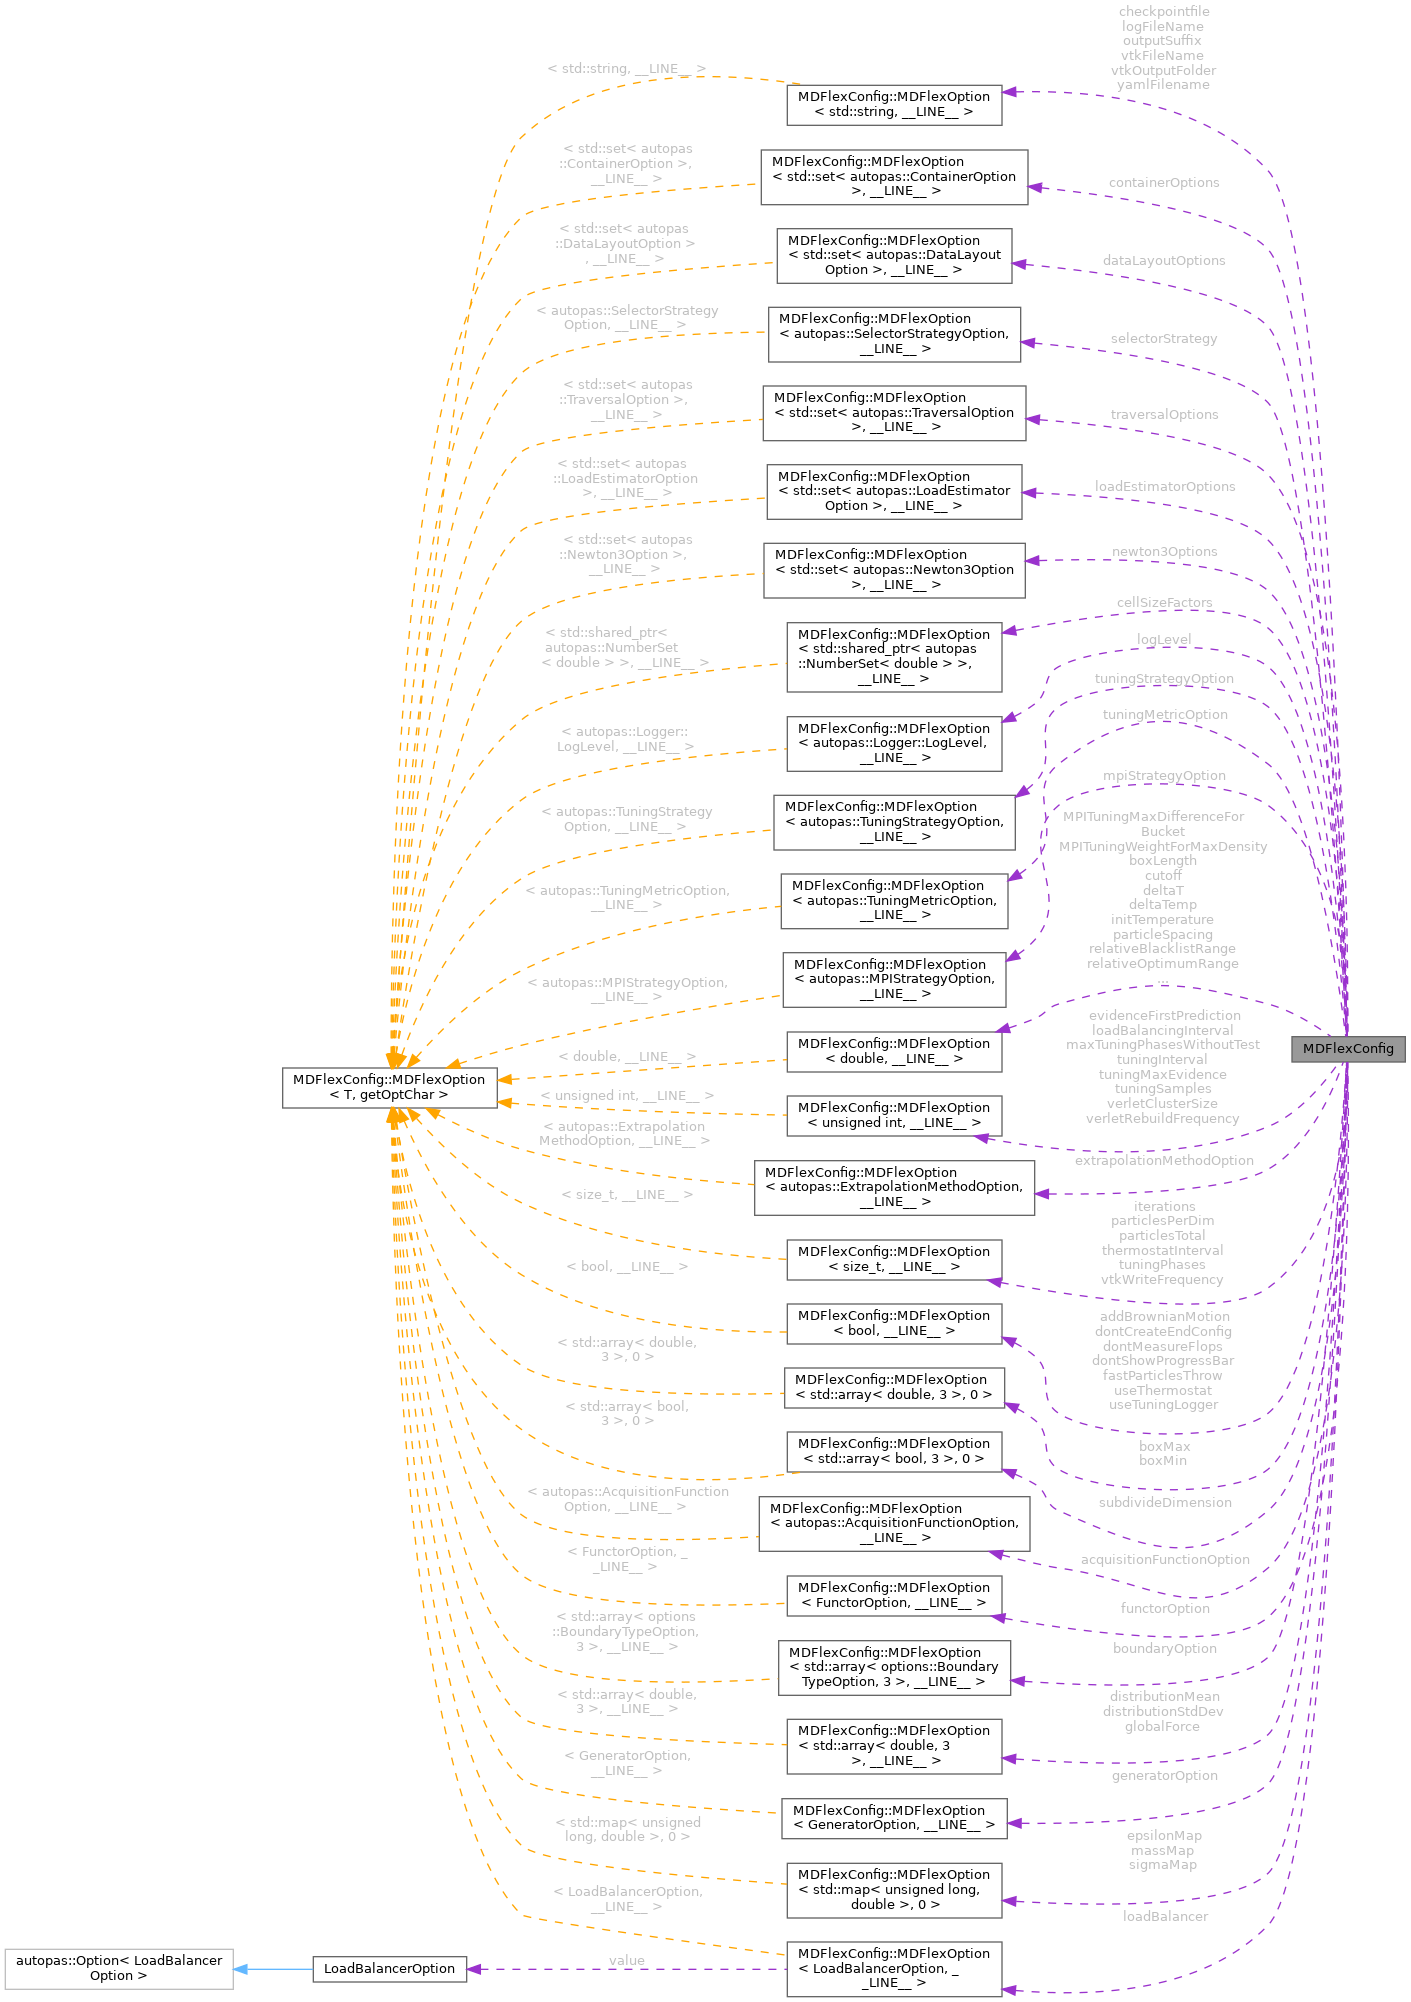 checkpointfile
logFileName
outputSuffix
vtkFileName
vtkOutputFolder
yamlFilename
< std::string, __LINE__ >
MDFlexConfig::MDFlexOption
< std::string, __LINE__ >
< std::set< autopas
::ContainerOption >,
__LINE__ >
MDFlexConfig::MDFlexOption
< std::set< autopas::ContainerOption
>, __LINE__ >
containerOptions
< std::set< autopas
::DataLayoutOption >
, __LINE__ >
MDFlexConfig::MDFlexOption
< std::set< autopas::DataLayout
Option >, __LINE__ >
dataLayoutOptions
< autopas::SelectorStrategy
Option, __LINE__ >
MDFlexConfig::MDFlexOption
< autopas::SelectorStrategyOption,
__LINE__ >
selectorStrategy
< std::set< autopas
::TraversalOption >,
__LINE__ >
MDFlexConfig::MDFlexOption
< std::set< autopas::TraversalOption
>, __LINE__ >
traversalOptions
< std::set< autopas
::LoadEstimatorOption
>, __LINE__ >
MDFlexConfig::MDFlexOption
< std::set< autopas::LoadEstimator
Option >, __LINE__ >
loadEstimatorOptions
< std::set< autopas
::Newton3Option >,
__LINE__ >
MDFlexConfig::MDFlexOption
< std::set< autopas::Newton3Option
>, __LINE__ >
newton3Options
< std::shared_ptr<
autopas::NumberSet
< double > >, __LINE__ >
MDFlexConfig::MDFlexOption
< std::shared_ptr< autopas
::NumberSet< double > >,
__LINE__ >
cellSizeFactors
< autopas::Logger::
LogLevel, __LINE__ >
MDFlexConfig::MDFlexOption
< autopas::Logger::LogLevel,
__LINE__ >
logLevel
< autopas::TuningStrategy
Option, __LINE__ >
MDFlexConfig::MDFlexOption
< autopas::TuningStrategyOption,
__LINE__ >
tuningStrategyOption
< autopas::TuningMetricOption,
__LINE__ >
MDFlexConfig::MDFlexOption
< autopas::TuningMetricOption,
__LINE__ >
tuningMetricOption
< autopas::MPIStrategyOption,
__LINE__ >
MDFlexConfig::MDFlexOption
< autopas::MPIStrategyOption,
__LINE__ >
mpiStrategyOption
MPITuningMaxDifferenceFor
Bucket
MPITuningWeightForMaxDensity
boxLength
cutoff
deltaT
deltaTemp
initTemperature
particleSpacing
relativeBlacklistRange
relativeOptimumRange
...
< double, __LINE__ >
MDFlexConfig::MDFlexOption
< double, __LINE__ >
MDFlexConfig
MDFlexConfig::MDFlexOption
< T, getOptChar >
evidenceFirstPrediction
loadBalancingInterval
maxTuningPhasesWithoutTest
tuningInterval
tuningMaxEvidence
tuningSamples
verletClusterSize
verletRebuildFrequency
< unsigned int, __LINE__ >
MDFlexConfig::MDFlexOption
< unsigned int, __LINE__ >
< autopas::Extrapolation
MethodOption, __LINE__ >
MDFlexConfig::MDFlexOption
< autopas::ExtrapolationMethodOption,
__LINE__ >
extrapolationMethodOption
< size_t, __LINE__ >
MDFlexConfig::MDFlexOption
< size_t, __LINE__ >
iterations
particlesPerDim
particlesTotal
thermostatInterval
tuningPhases
vtkWriteFrequency
< bool, __LINE__ >
MDFlexConfig::MDFlexOption
< bool, __LINE__ >
addBrownianMotion
dontCreateEndConfig
dontMeasureFlops
dontShowProgressBar
fastParticlesThrow
useThermostat
useTuningLogger
< std::array< double,
3 >, 0 >
MDFlexConfig::MDFlexOption
< std::array< double, 3 >, 0 >
boxMax
boxMin
< std::array< bool,
3 >, 0 >
MDFlexConfig::MDFlexOption
< std::array< bool, 3 >, 0 >
subdivideDimension
< autopas::AcquisitionFunction
Option, __LINE__ >
MDFlexConfig::MDFlexOption
< autopas::AcquisitionFunctionOption,
__LINE__ >
acquisitionFunctionOption
< FunctorOption, _
_LINE__ >
MDFlexConfig::MDFlexOption
< FunctorOption, __LINE__ >
functorOption
< std::array< options
::BoundaryTypeOption,
3 >, __LINE__ >
MDFlexConfig::MDFlexOption
< std::array< options::Boundary
TypeOption, 3 >, __LINE__ >
boundaryOption
< std::array< double,
3 >, __LINE__ >
MDFlexConfig::MDFlexOption
< std::array< double, 3
>, __LINE__ >
distributionMean
distributionStdDev
globalForce
< GeneratorOption,
__LINE__ >
MDFlexConfig::MDFlexOption
< GeneratorOption, __LINE__ >
generatorOption
< std::map< unsigned
long, double >, 0 >
MDFlexConfig::MDFlexOption
< std::map< unsigned long,
double >, 0 >
epsilonMap
massMap
sigmaMap
< LoadBalancerOption,
__LINE__ >
MDFlexConfig::MDFlexOption
< LoadBalancerOption, _
_LINE__ >
loadBalancer
autopas::Option< LoadBalancer
Option >
LoadBalancerOption
value